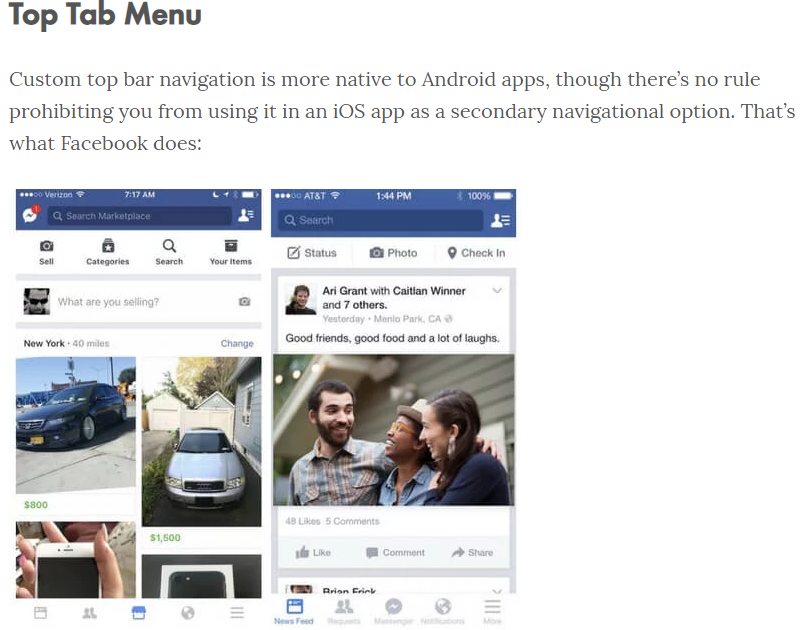 Top Tab Menu
Custom top bar navigation is more native to Android apps, though there’s no rule
prohibiting you from using it in an iOS app as a secondary navigational option. That’s
what Facebook does:
Verizon 7:17 AM
1
Search Marketplace
Sell Categories Search Your Items
What are you selling?
New York · 40 miles Change
$800
$1,500
AT&T 1:44 PM 100%
Search
Status Photo Check In
Ari Grant with Caitlan Winner
and 7 others.
Yesterday · Menlo Park, CA
Good friends, good food and a lot of laughs.
48 Likes 5 Comments
Like Comment Share
Brian Frick
News Feed Requests Messenger Notifications More